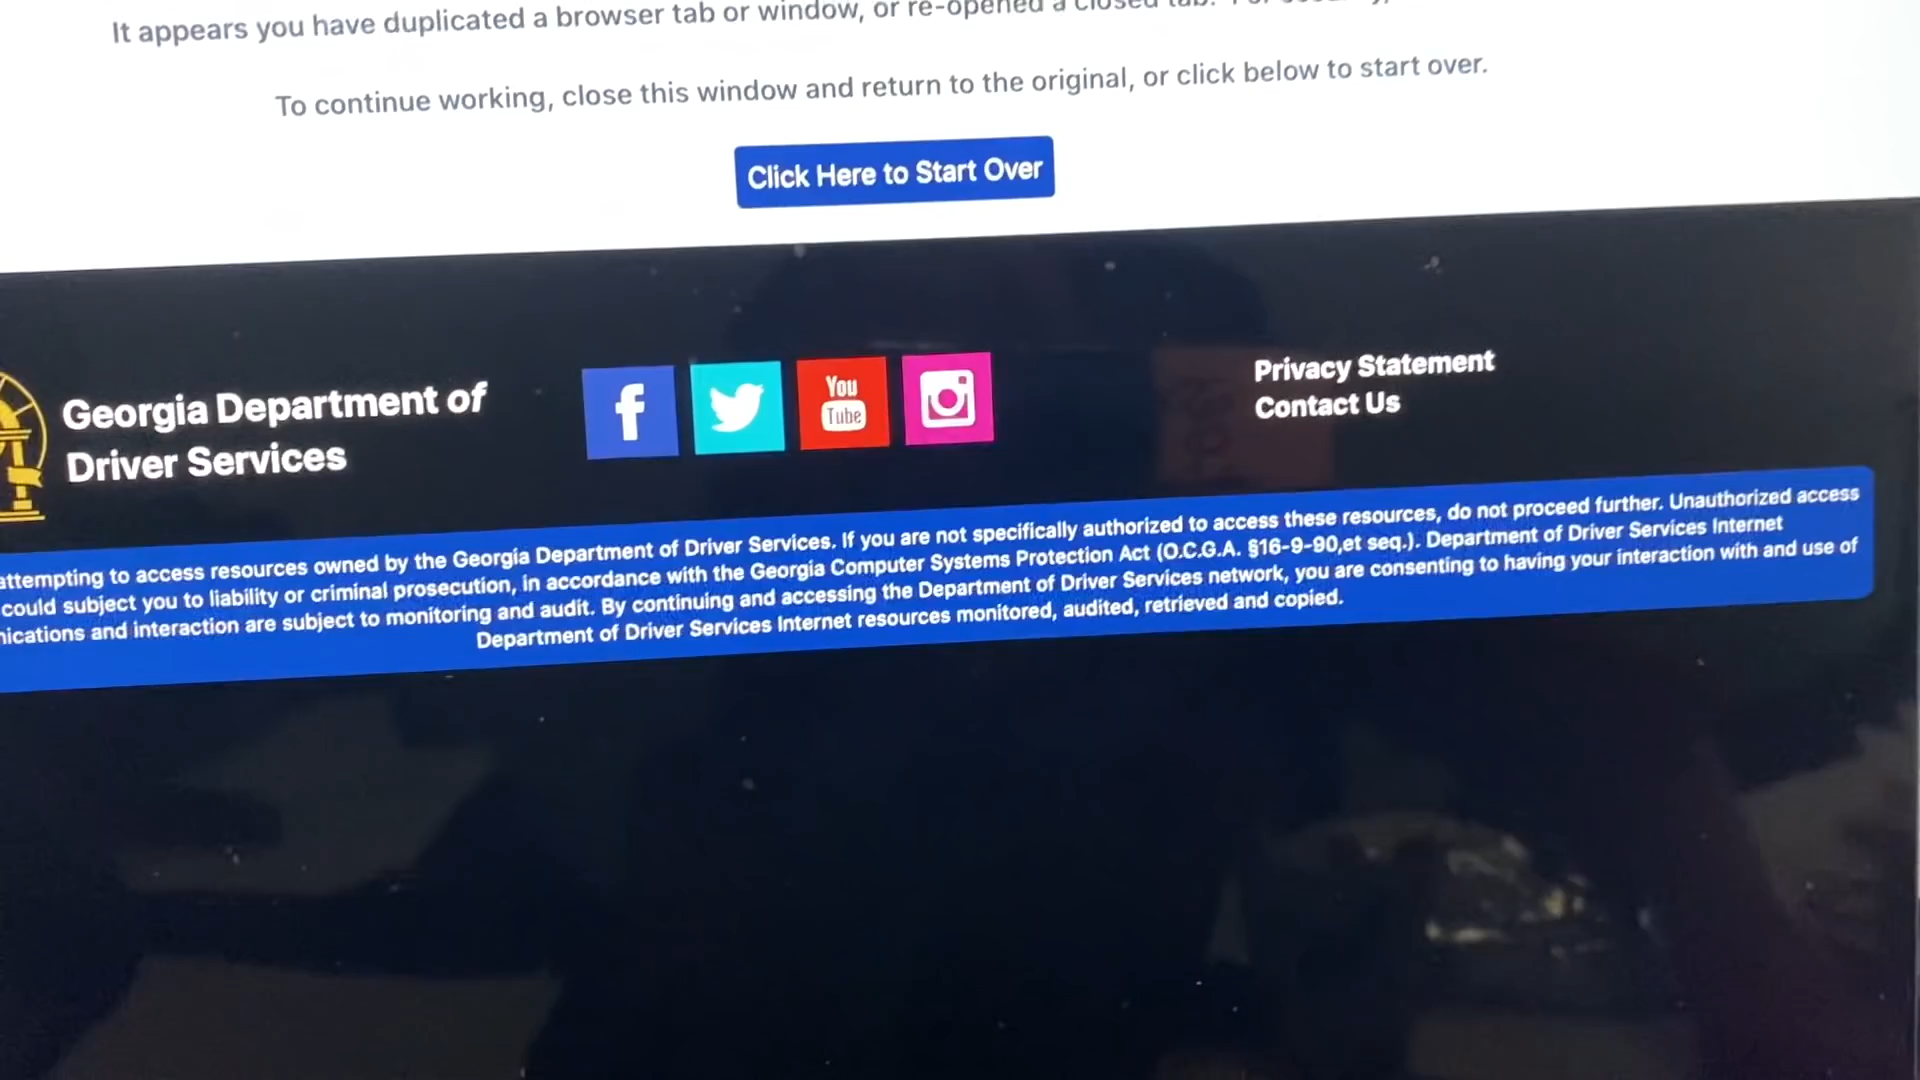 It appears you have duplicated a browser tab or window, or re-opened a closed tab.
To continue working, close this window and return to the original, or click below to start over.
Click Here to Start Over
Georgia Department of
Driver Services
f
You
Tube
Privacy Statement
Contact Us
attempting to access resources owned by the Georgia Department of Driver Services. If you are not specifically authorized to access these resources, do not proceed further. Unauthorized access
could subject you to liability or criminal prosecution, in accordance with the Georgia Computer Systems Protection Act (O.C.G.A. §16-9-90,et seq.). Department of Driver Services Internet
nications and interaction are subject to monitoring and audit. By continuing and accessing the Department of Driver Services network, you are consenting to having your interaction with and use of
Department of Driver Services Internet resources monitored, audited, retrieved and copied.